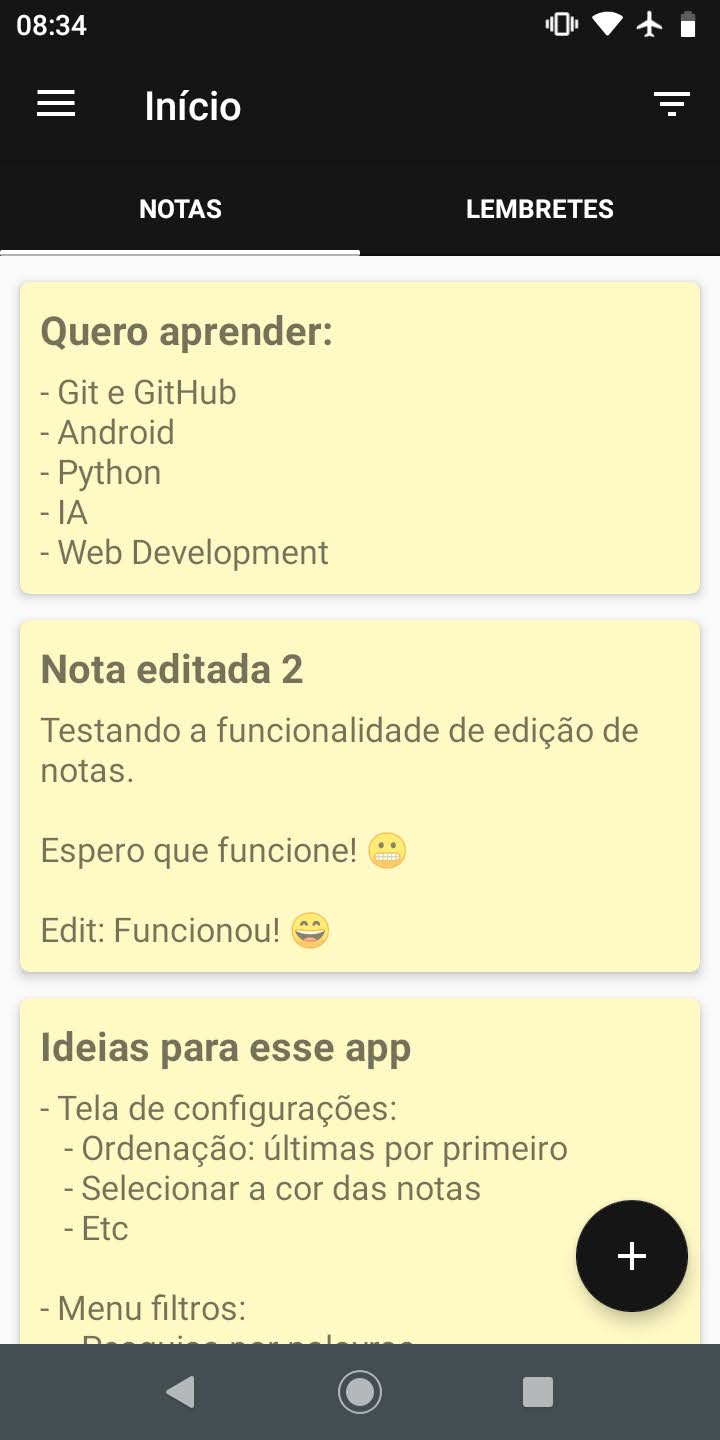 08:34
Início
NOTAS
LEMBRETES
Quero aprender:
- Git e GitHub
- Android
- Python
- IA
- Web Development
Nota editada 2
Testando a funcionalidade de edição de
notas.
Espero que funcione! 😬
Edit: Funcionou! 😄
Ideias para esse app
- Tela de configurações:
- Ordenação: últimas por primeiro
- Selecionar a cor das notas
- Etc
- Menu filtros: